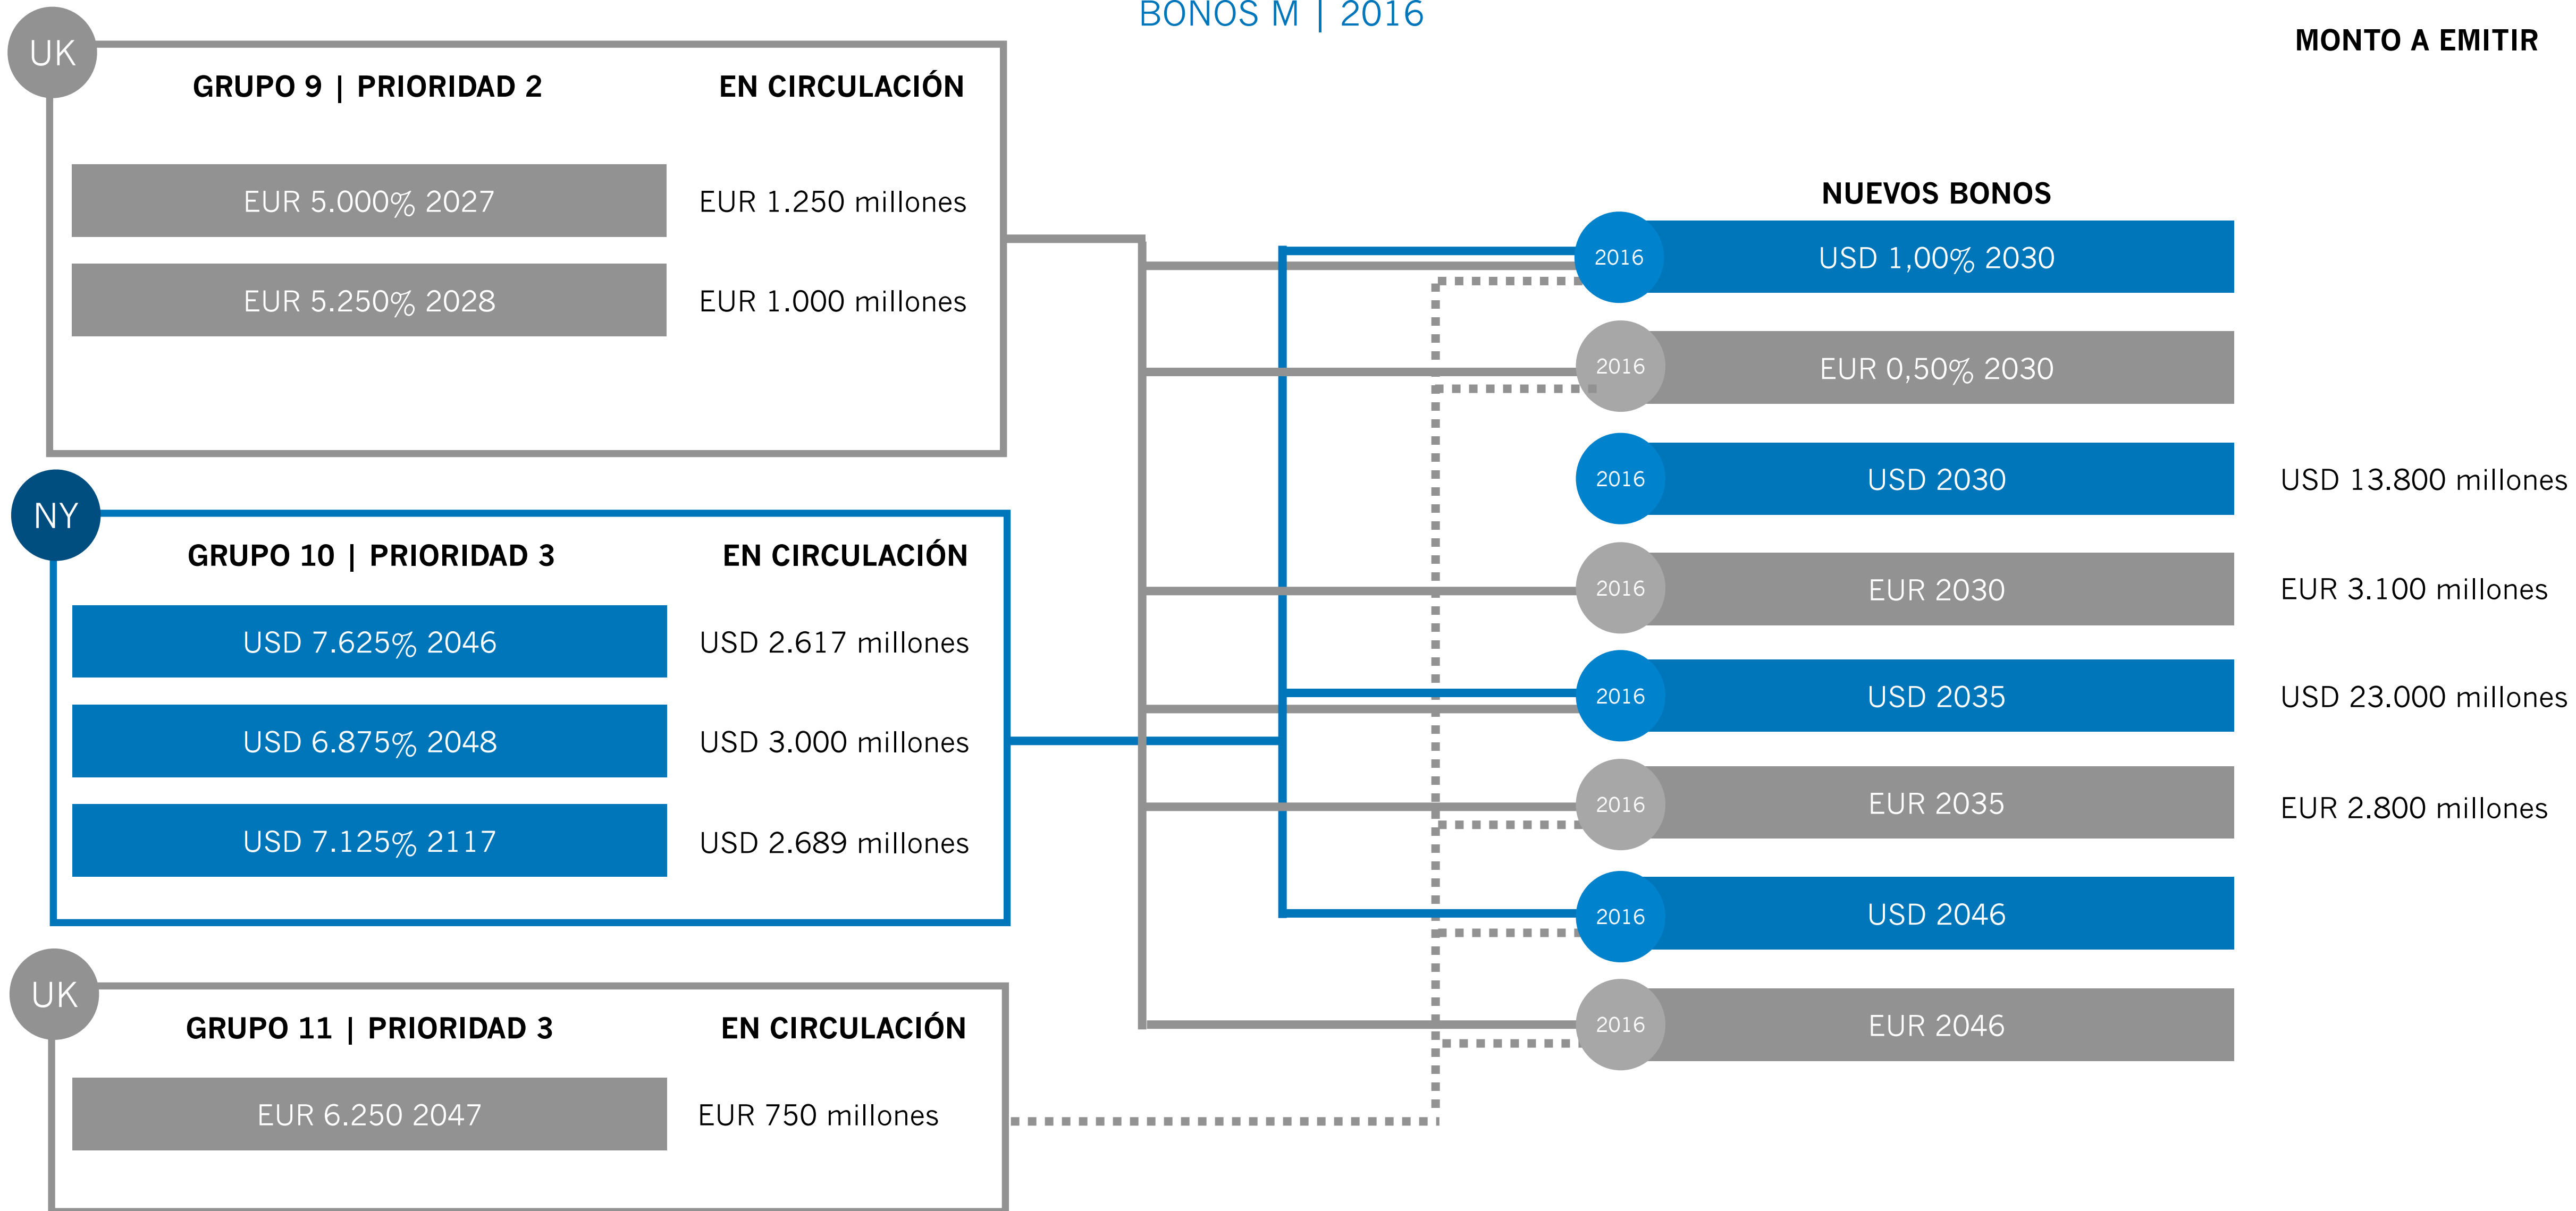 BONOS M | 2016
MONTO A EMITIR
UK
GRUPO 9 | PRIORIDAD 2
EN CIRCULACIÓN
EUR 5.000% 2027
EUR 1.250 millones
EUR 5.250% 2028
EUR 1.000 millones
NY
GRUPO 10 | PRIORIDAD 3
EN CIRCULACIÓN
USD 7.625% 2046
USD 2.617 millones
USD 6.875% 2048
USD 3.000 millones
USD 7.125% 2117
USD 2.689 millones
UK
GRUPO 11 | PRIORIDAD 3
EN CIRCULACIÓN
EUR 6.250 2047
EUR 750 millones
NUEVOS BONOS
2016
USD 1,00% 2030
2016
EUR 0,50% 2030
2016
USD 2030
USD 13.800 millones
2016
EUR 2030
EUR 3.100 millones
2016
USD 2035
USD 23.000 millones
2016
EUR 2035
EUR 2.800 millones
2016
USD 2046
2016
EUR 2046